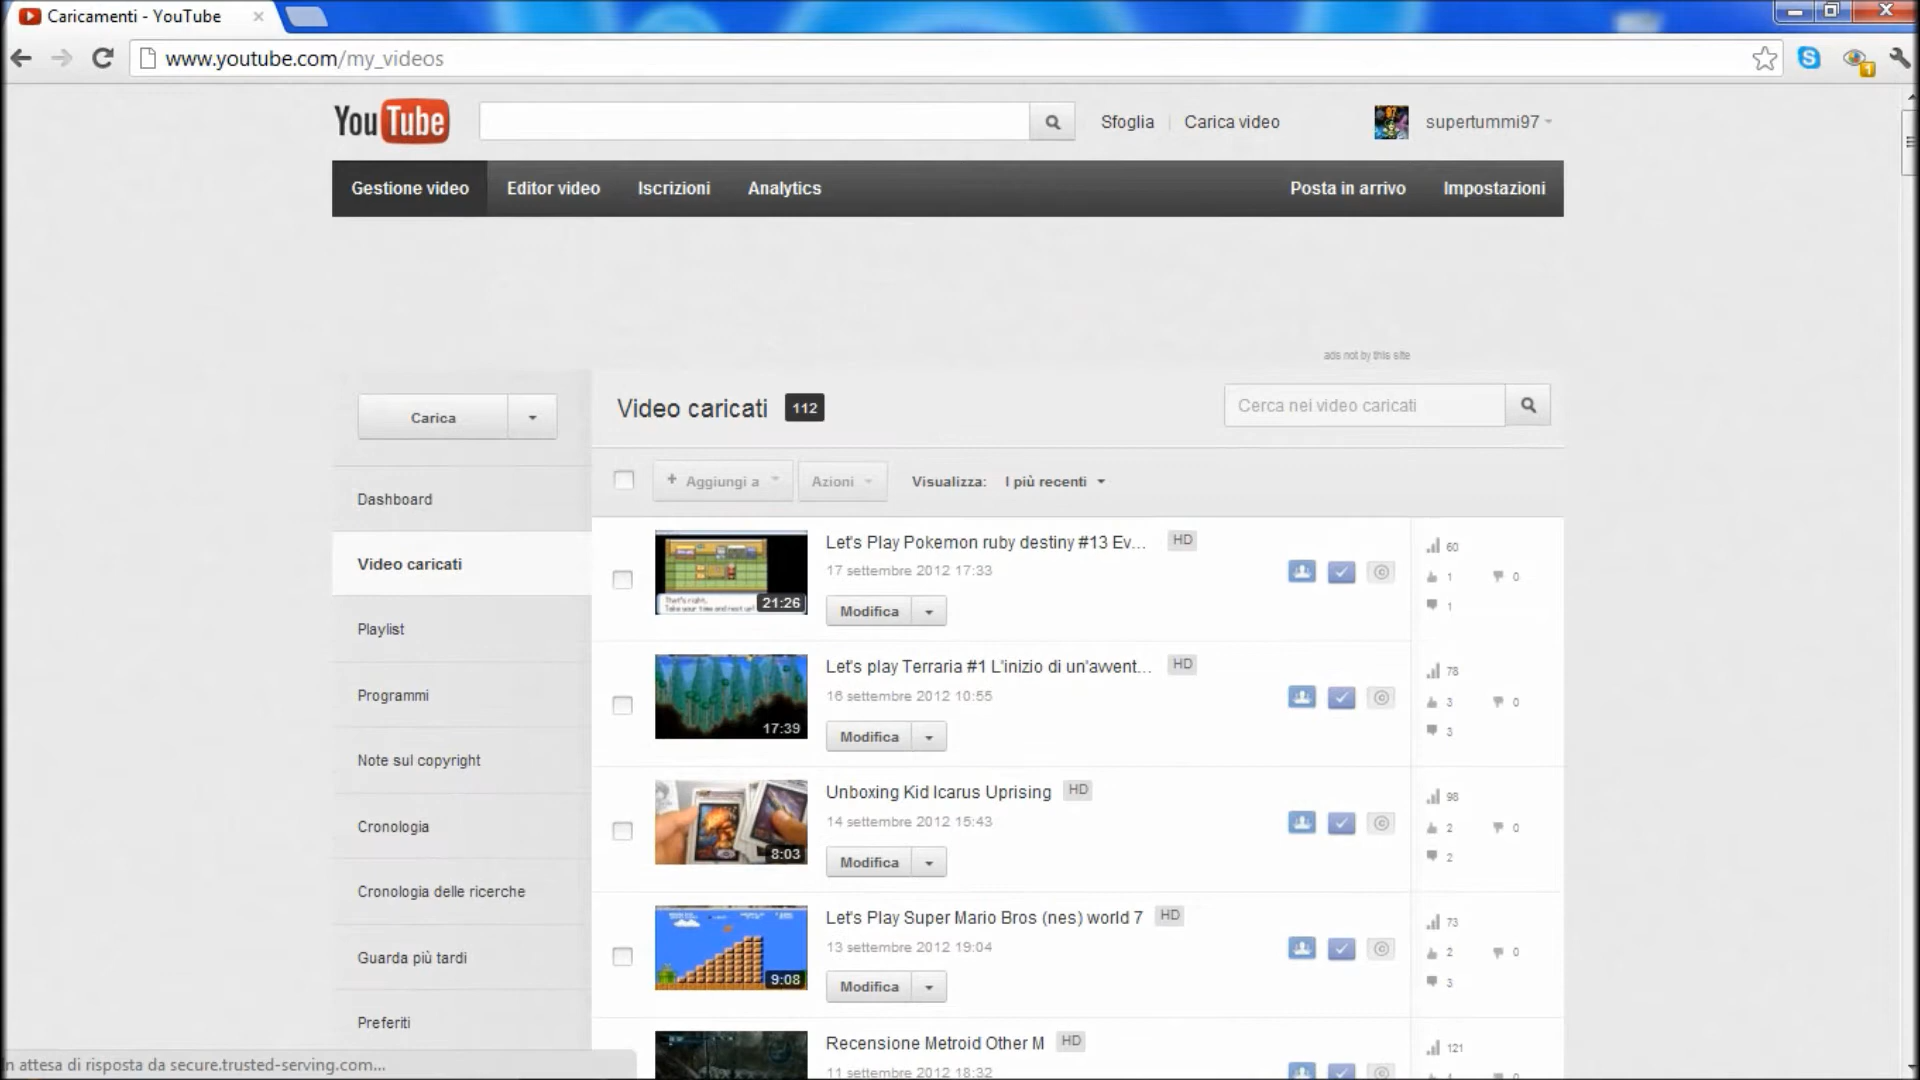 Caricamenti - YouTube
www.youtube.com/my_videos
YouTube
Sfoglia
Carica video
supertummi97
Gestione video
Editor video
Iscrizioni
Analytics
Posta in arrivo
Impostazioni
ads not by this site
Carica
Video caricati 112
Cerca nei video caricati
+ Aggiungi a
Azioni
Visualizza: I più recenti
Dashboard
Video caricati
Playlist
Programmi
Note sul copyright
Cronologia
Cronologia delle ricerche
Guarda più tardi
Preferiti
That's right,
Take your time and rest up!
21:26
Let's Play Pokemon ruby destiny #13 Ev... HD
17 settembre 2012 17:33
Modifica
60
1 0
1
17:39
Let's play Terraria #1 L'inizio di un'avvent... HD
16 settembre 2012 10:55
Modifica
78
3 0
3
8:03
Unboxing Kid Icarus Uprising HD
14 settembre 2012 15:43
Modifica
98
2 0
2
9:08
Let's Play Super Mario Bros (nes) world 7 HD
13 settembre 2012 19:04
Modifica
73
2 0
3
Recensione Metroid Other M HD
11 settembre 2012 18:32
121
n attesa di risposta da secure.trusted-serving.com...